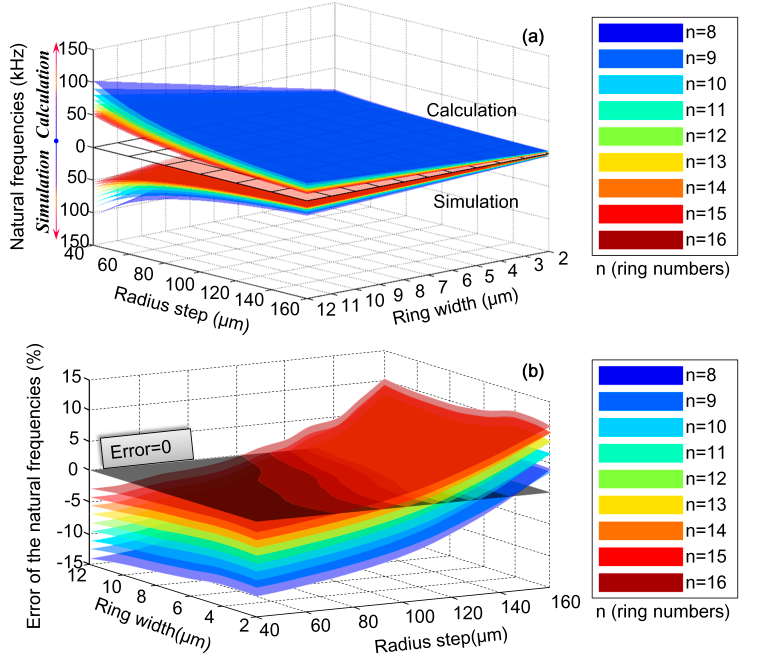 (a)
Natural frequencies (kHz)
Simulation Calculation
150
100
50
0
50
100
150
Calculation
Simulation
40
60
80
100
120
140
160
Radius step (µm)
12
11
10
9
8
7
6
5
4
3
2
Ring width (µm)
n=8
n=9
n=10
n=11
n=12
n=13
n=14
n=15
n=16
n (ring numbers)
(b)
Error of the natural frequencies (%)
15
10
5
0
-5
-10
-15
Error=0
12
10
8
6
4
2
Ring width(µm)
40
60
80
100
120
140
160
Radius step(µm)
n=8
n=9
n=10
n=11
n=12
n=13
n=14
n=15
n=16
n (ring numbers)